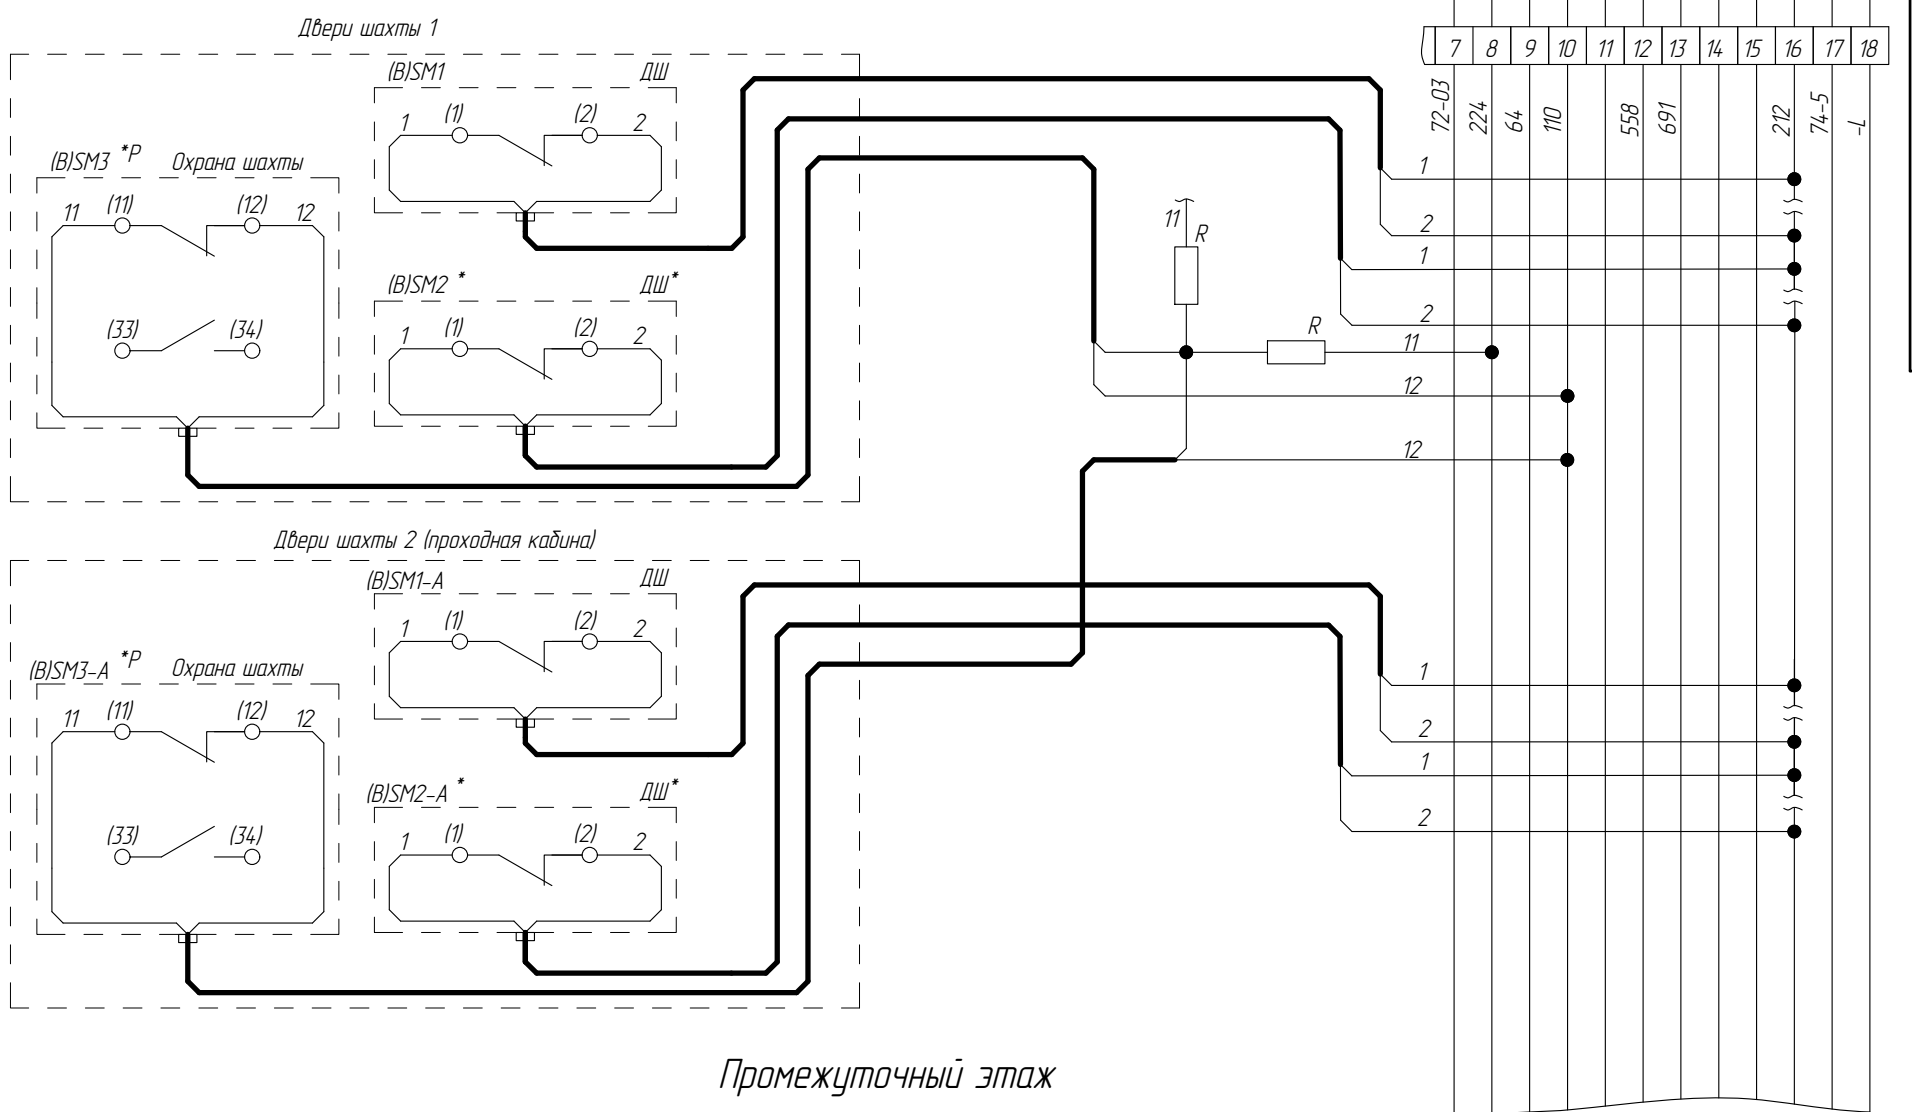 Двери шахты 1
7 8 9 10 11 12 13 14 15 16 17 18
72-03 224 64 110 558 691 212 74-5 -L
(В)SM1 ДШ
1 (1) (2) 2
(В)SM3 *Р Охрана шахты
11 (11) (12) 12
(33) (34)
(В)SM2 * ДШ*
1 (1) (2) 2
1
2
1
2
11 R
R 11
12
12
Двери шахты 2 (проходная кабина)
(В)SM1-А ДШ
1 (1) (2) 2
(В)SM3-А *Р Охрана шахты
11 (11) (12) 12
(33) (34)
(В)SM2-А * ДШ*
1 (1) (2) 2
1
2
1
2
Промежуточный этаж